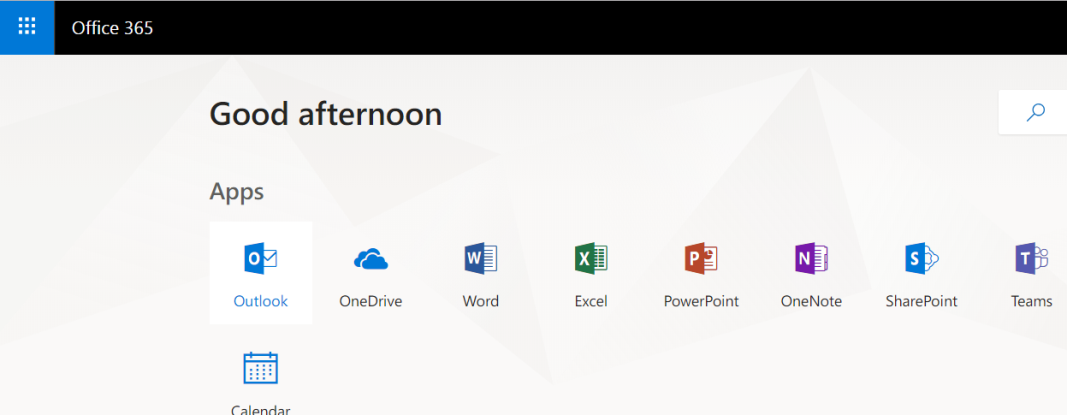 Office 365
Good afternoon
Apps
Outlook OneDrive Word Excel PowerPoint OneNote SharePoint Teams
Calendar